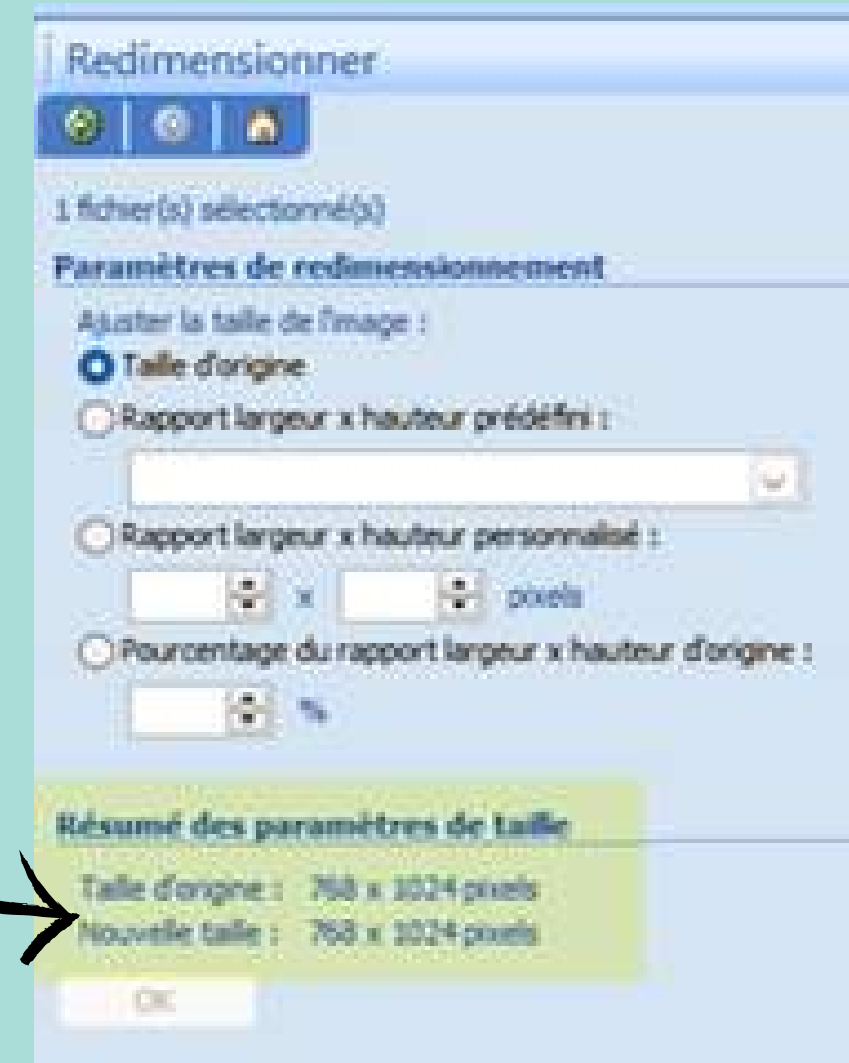 Redimensionner
1 fichier(s) sélectionné(s)
Paramètres de redimensionnement
Ajuster la taille de l'image :
Taille d'origine
Rapport largeur x hauteur prédéfini :
Rapport largeur x hauteur personnalisé :
x pixels
Pourcentage du rapport largeur x hauteur d'origine :
%
Résumé des paramètres de taille
Taille d'origine : 768 x 1024 pixels
Nouvelle taille : 768 x 1024 pixels
OK